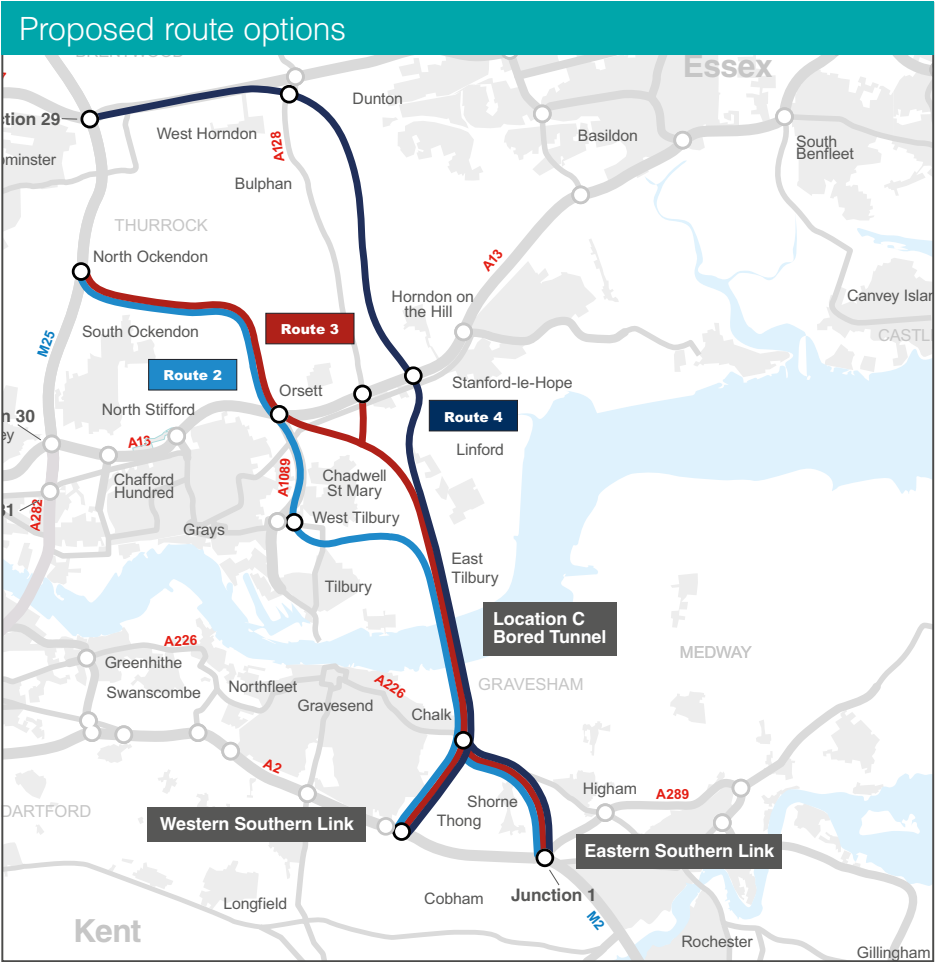 Proposed route options
Essex
Dunton
ction 29
West Horndon
A128
Basildon
South
Benfleet
ominster
Bulphan
THURROCK
North Ockendon
A13
Horndon on
the Hill
Canvey Islan
CASTL
M25
South Ockendon
Route 3
Route 2
Orsett
Stanford-le-Hope
Route 4
n 30
ey
North Stifford
A13
Linford
Chafford
Hundred
A1089
Chadwell
St Mary
31
A282
Grays
West Tilbury
East
Tilbury
Tilbury
Location C
Bored Tunnel
A226
Greenhithe
Swanscombe
Northfleet
Gravesend
A226
Chalk
GRAVESHAM
MEDWAY
A2
Higham
A289
DARTFORD
Shorne
Thong
Western Southern Link
Eastern Southern Link
Junction 1
Cobham
Longfield
M2
Kent
Rochester
Gillingham